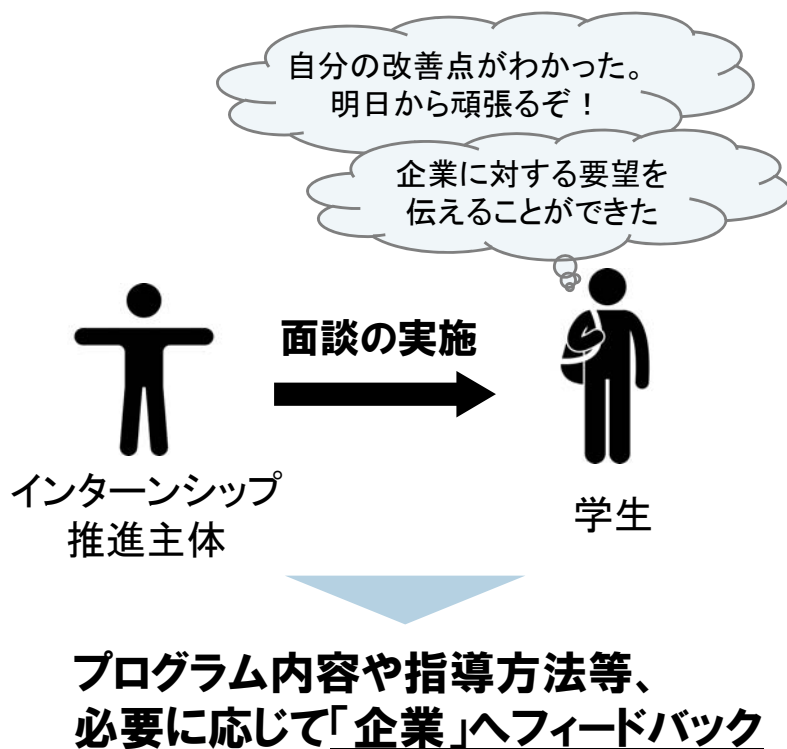 自分の改善点がわかった。
明日から頑張るぞ！
企業に対する要望を
伝えることができた
面談の実施
インターンシップ
推進主体
学生
プログラム内容や指導方法等、
必要に応じて「企業」へフィードバック